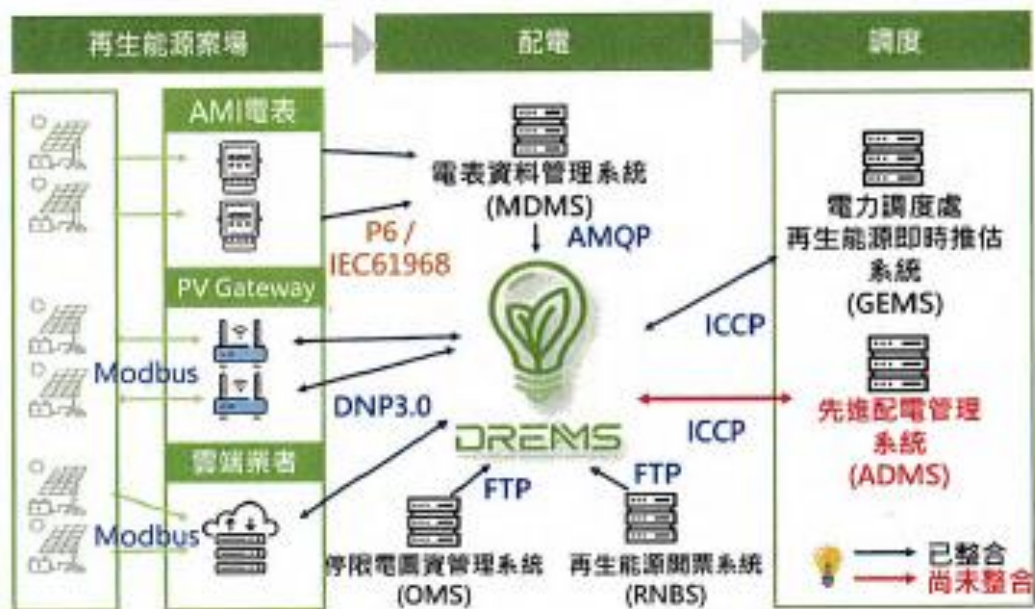 再生能源案場
配電
調度
AMI電表
P6 /
IEC61968
PV Gateway
Modbus
DNP3.0
雲端業者
Modbus
電表資料管理系統
(MDMS)
AMQP
DREMS
FTP
FTP
停限電圖資管理系統
(OMS)
再生能源開票系統
(RNBS)
電力調度處
再生能源即時推估
系統
(GEMS)
ICCP
ICCP
先進配電管理
系統
(ADMS)
已整合
尚未整合